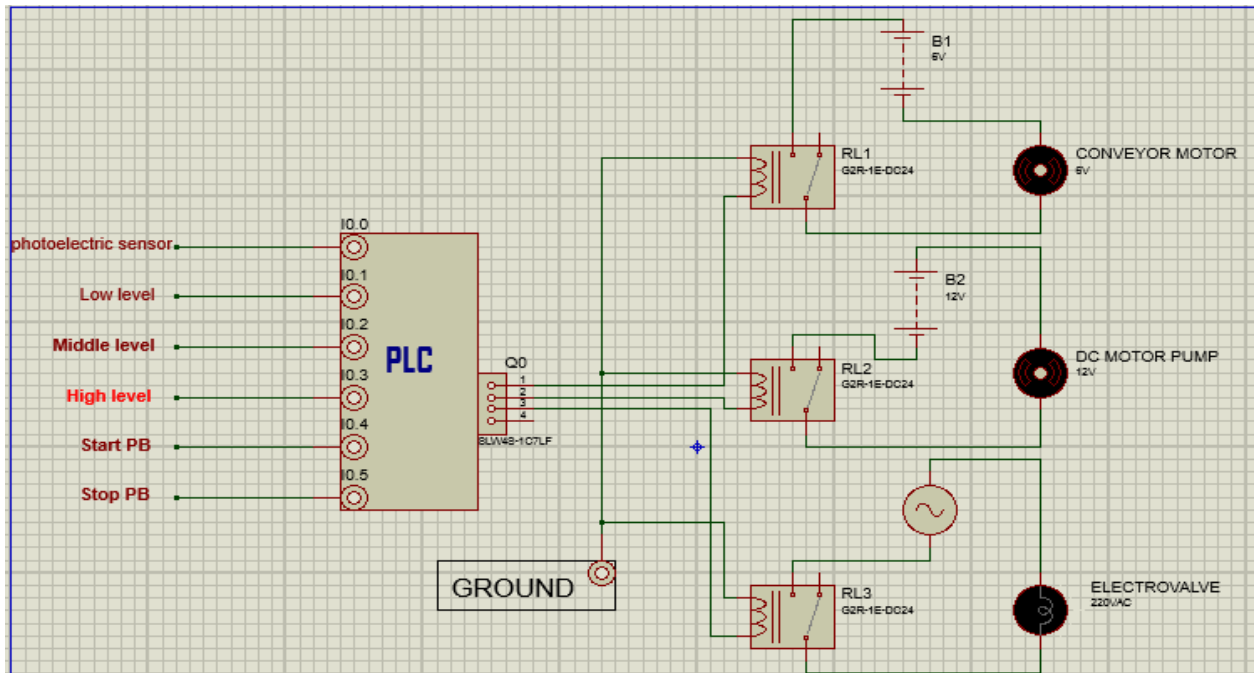 B1
6V
RL1
G2R-1E-DC24
CONVEYOR MOTOR
6V
I0.0
photoelectric sensor
I0.1
Low level
I0.2
Middle level
PLC
I0.3
High level
I0.4
Start PB
I0.5
Stop PB
Q0
1
2
3
4
SLW4S-1C7LF
B2
12V
RL2
G2R-1E-DC24
DC MOTOR PUMP
12V
GROUND
RL3
G2R-1E-DC24
ELECTROVALVE
220VAC